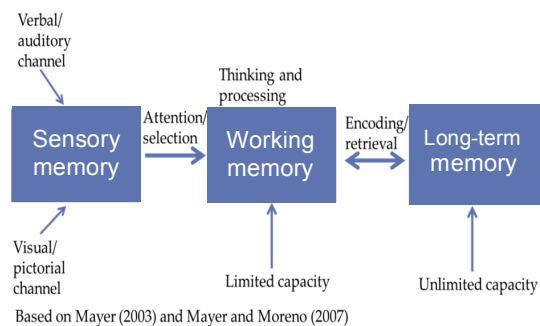 Verbal/
auditory
channel
Thinking and
processing
Attention/
selection
Encoding/
retrieval
Sensory
memory
Working
memory
Long-term
memory
Visual/
pictorial
channel
Limited capacity
Unlimited capacity
Based on Mayer (2003) and Mayer and Moreno (2007)